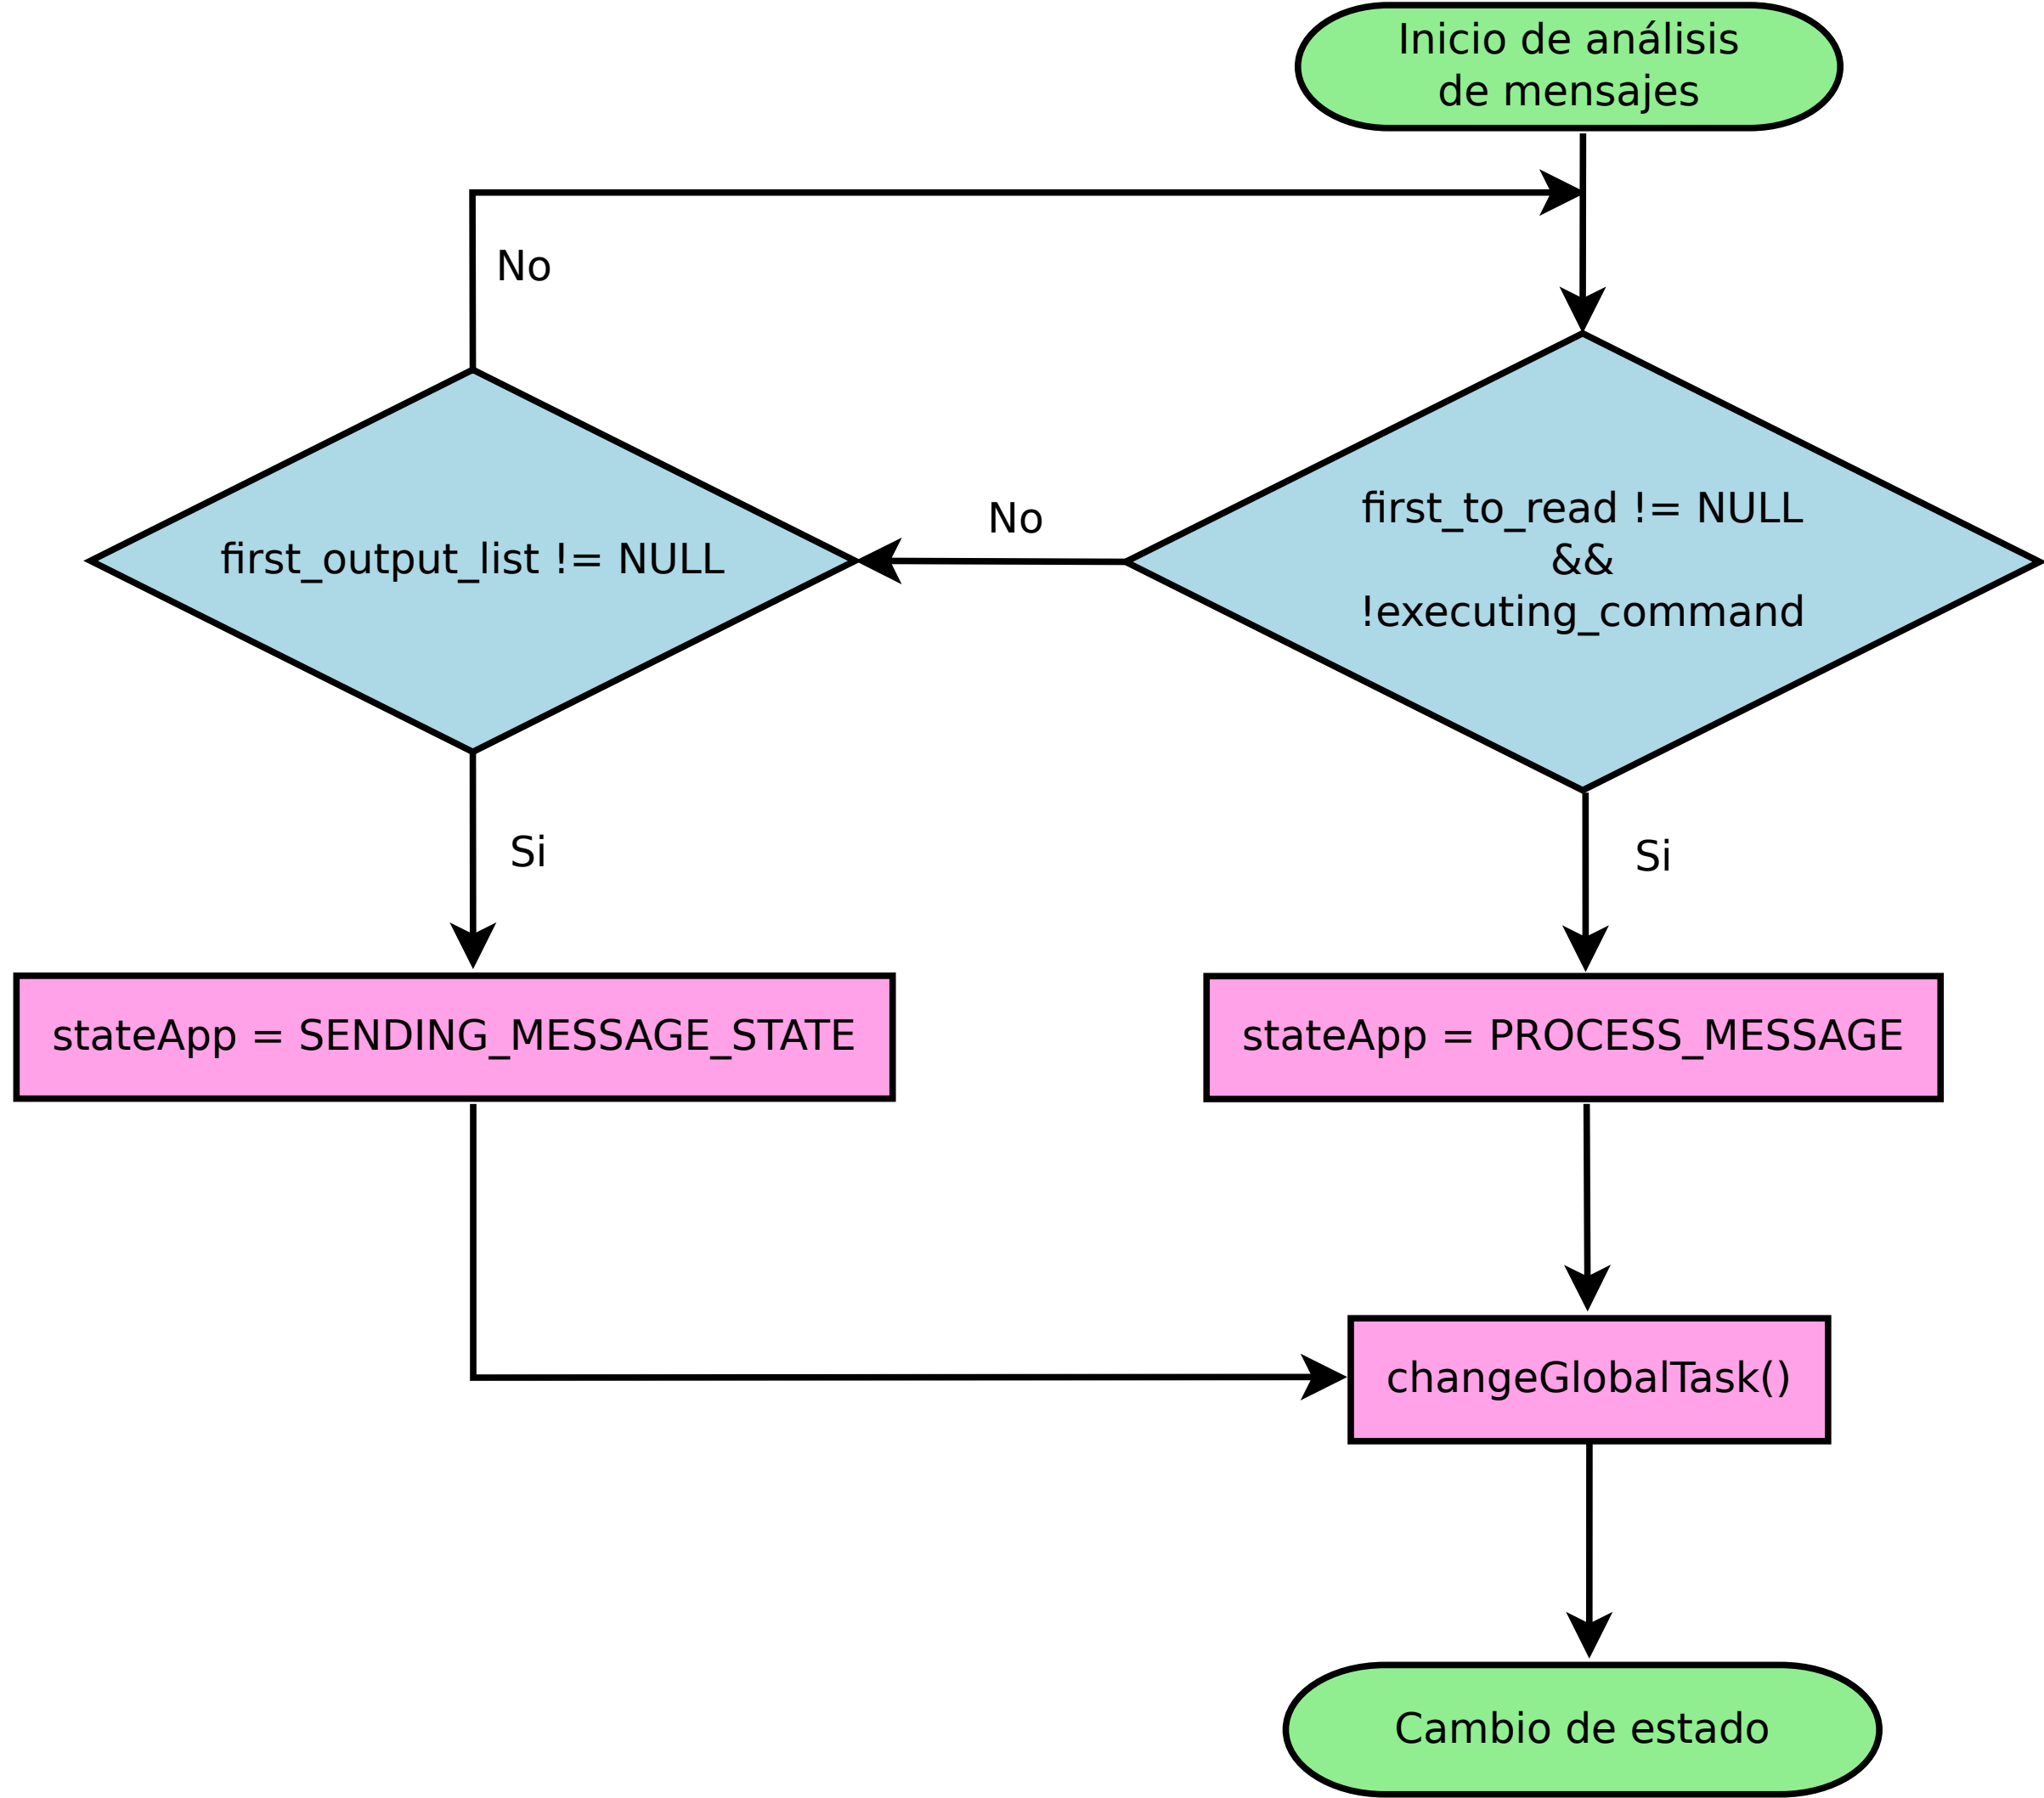 Inicio de análisis
de mensajes
No
first_to_read != NULL
&&
!executing_command
No
first_output_list != NULL
Si
Si
stateApp = SENDING_MESSAGE_STATE
stateApp = PROCESS_MESSAGE
changeGlobalTask()
Cambio de estado